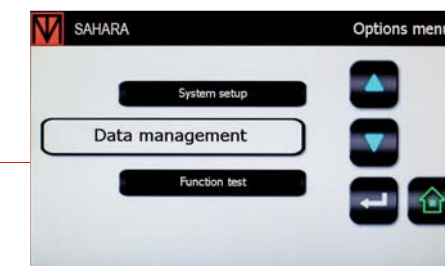 SAHARA
Options menu
System setup
Data management
Function test